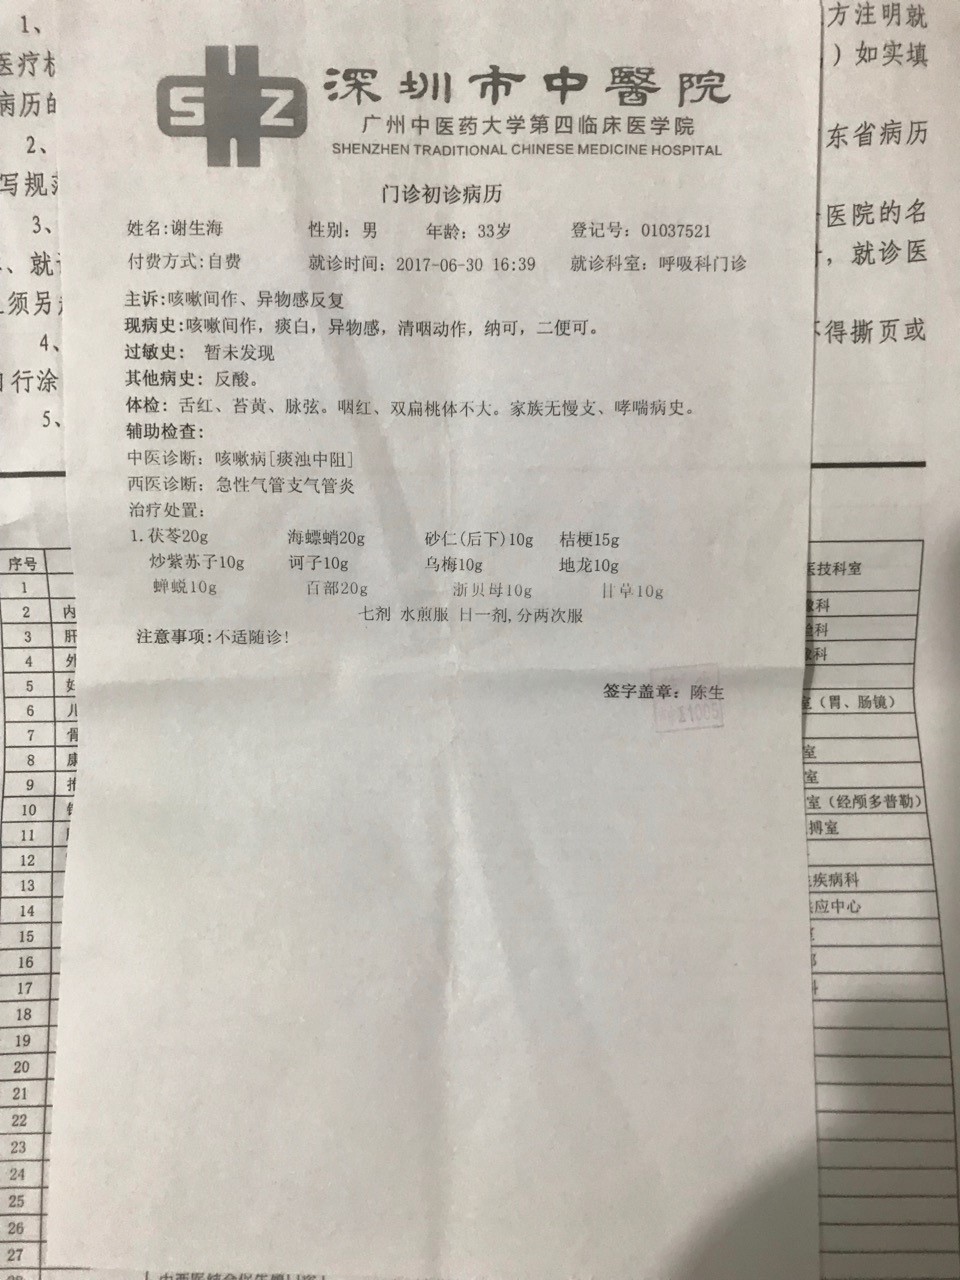 1、
医疗
病历的
2、
写规
3、
、就
须另
4、
行涂
5、
方注明就
）如实填
东省病历
医院的名
，就诊医
得撕页或
SZ
深圳市中醫院
广州中医药大学第四临床医学院
SHENZHEN TRADITIONAL CHINESE MEDICINE HOSPITAL
门诊初诊病历
姓名:谢生海 性别：男 年龄：33岁 登记号：01037521
付费方式:自费 就诊时间：2017-06-30 16:39 就诊科室：呼吸科门诊
主诉:咳嗽间作、异物感反复
现病史:咳嗽间作，痰白，异物感，清咽动作，纳可，二便可。
过敏史： 暂未发现
其他病史：反酸。
体检：舌红、苔黄、脉弦。咽红、双扁桃体不大。家族无慢支、哮喘病史。
辅助检查：
中医诊断：咳嗽病[痰浊中阻]
西医诊断：急性气管支气管炎
治疗处置：
1.茯苓20g 海螵蛸20g 砂仁(后下)10g 桔梗15g
炒紫苏子10g 诃子10g 乌梅10g 地龙10g
蝉蜕10g 百部20g 浙贝母10g 甘草10g
七剂 水煎服 日一剂,分两次服
注意事项:不适随诊!
签字盖章：陈生
序号
1
2 内
3 肝
4 外
5
6 儿
7 骨
8 康
9
10
11
12
13
14
15
16
17
18
19
20
21
22
23
24
25
26
27
医技科室
科
科
科
室（胃、肠镜）
室
室
室（经颅多普勒）
搏室
疾病科
应中心